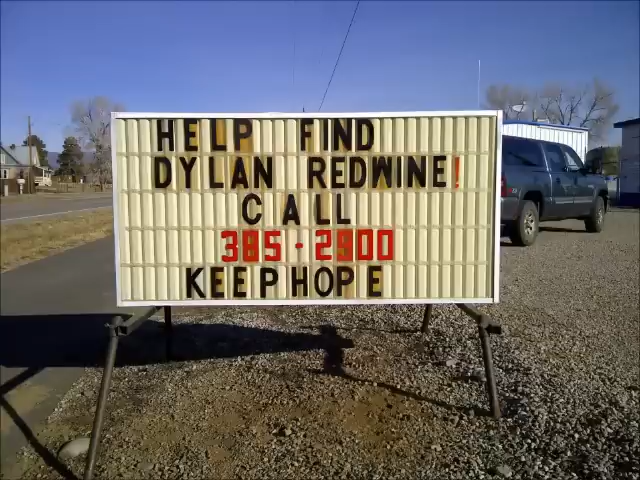 HELP FIND
DYLAN REDWINE!
CALL
385-2900
KEEP HOPE